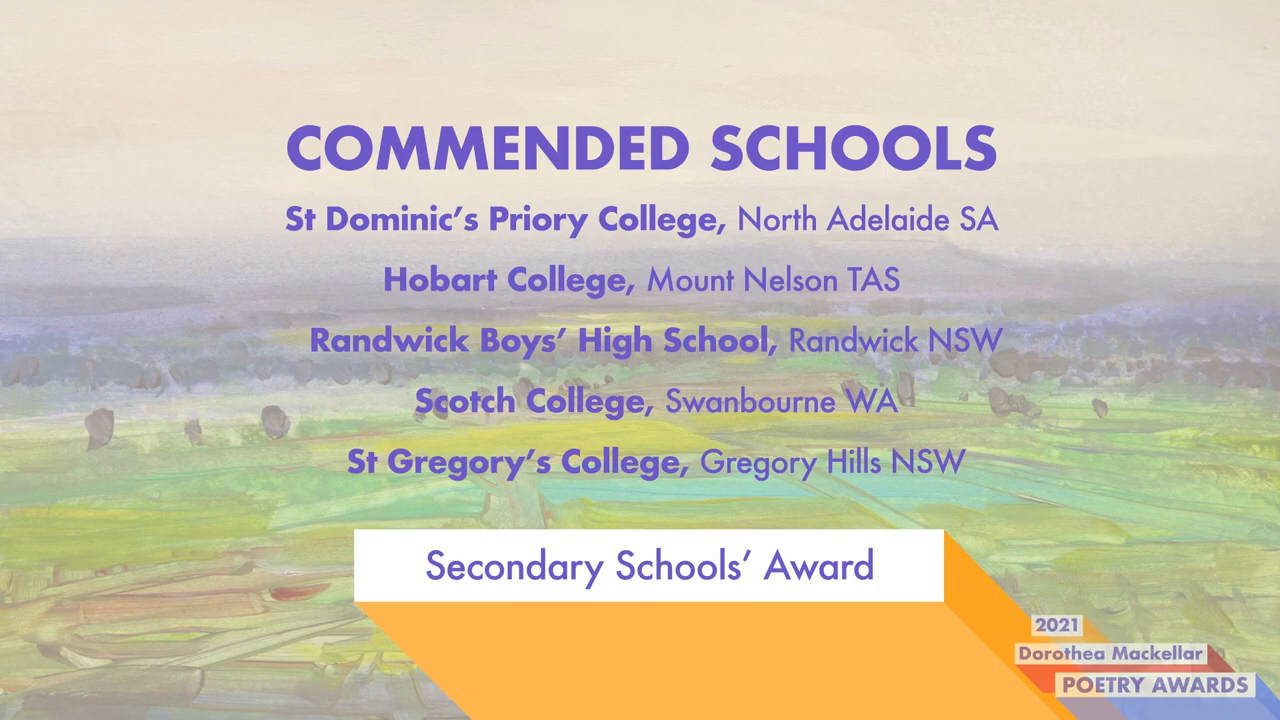 COMMENDED SCHOOLS
St Dominic’s Priory College, North Adelaide SA
Hobart College, Mount Nelson TAS
Randwick Boys’ High School, Randwick NSW
Scotch College, Swanbourne WA
St Gregory’s College, Gregory Hills NSW
Secondary Schools’ Award
2021
Dorothea Mackellar
POETRY AWARDS